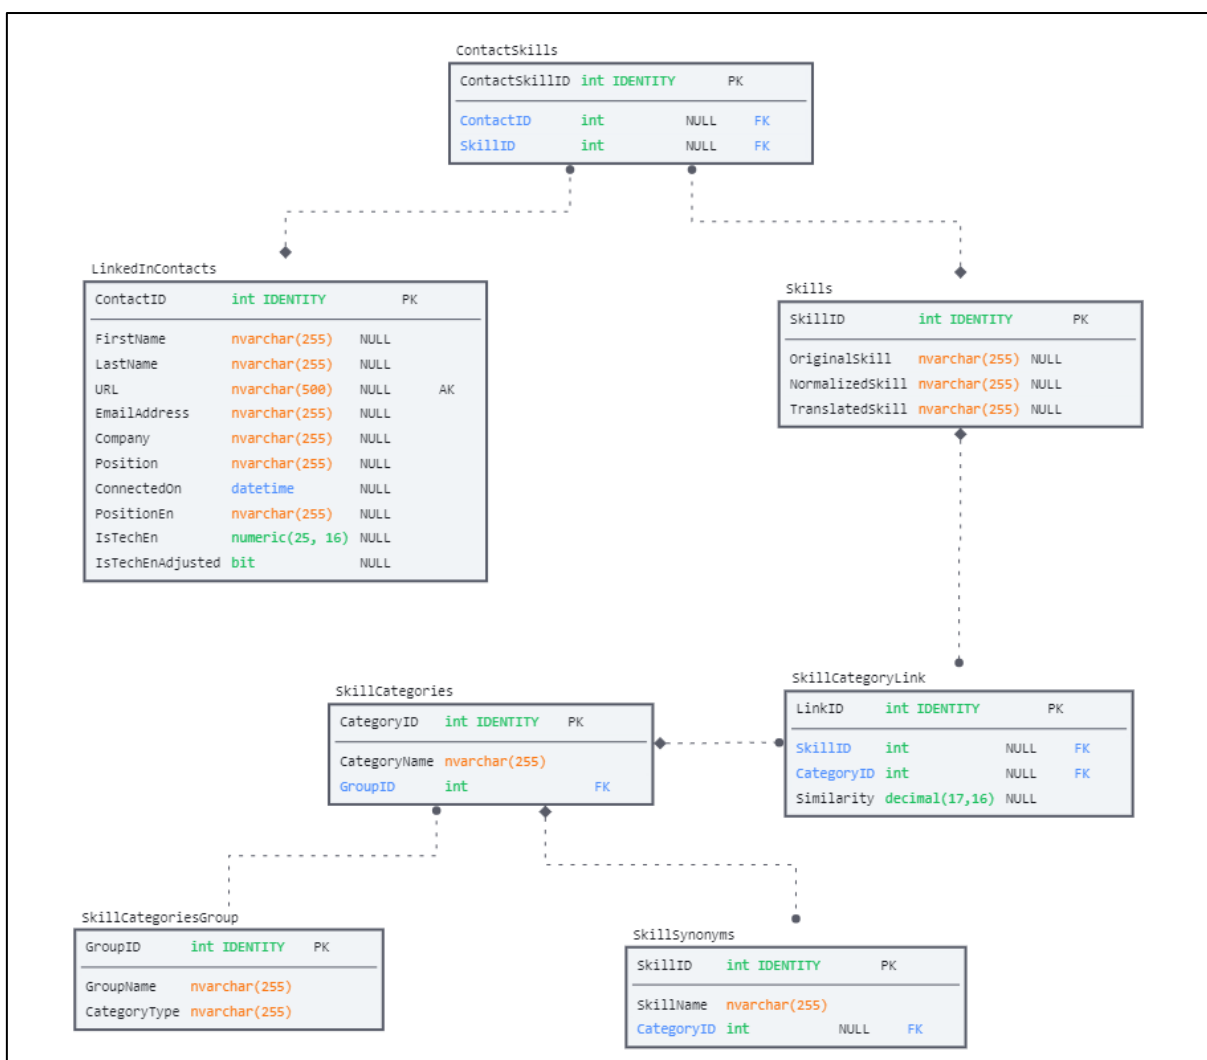 ContactSkills
ContactSkillID int IDENTITY PK
ContactID int NULL FK
SkillID int NULL FK
LinkedInContacts
ContactID int IDENTITY PK
FirstName nvarchar(255) NULL
LastName nvarchar(255) NULL
URL nvarchar(500) NULL AK
EmailAddress nvarchar(255) NULL
Company nvarchar(255) NULL
Position nvarchar(255) NULL
ConnectedOn datetime NULL
PositionEn nvarchar(255) NULL
IsTechEn numeric(25, 16) NULL
IsTechEnAdjusted bit NULL
Skills
SkillID int IDENTITY PK
OriginalSkill nvarchar(255) NULL
NormalizedSkill nvarchar(255) NULL
TranslatedSkill nvarchar(255) NULL
SkillCategories
CategoryID int IDENTITY PK
CategoryName nvarchar(255)
GroupID int FK
SkillCategoryLink
LinkID int IDENTITY PK
SkillID int NULL FK
CategoryID int NULL FK
Similarity decimal(17,16) NULL
SkillCategoriesGroup
GroupID int IDENTITY PK
GroupName nvarchar(255)
CategoryType nvarchar(255)
SkillSynonyms
SkillID int IDENTITY PK
SkillName nvarchar(255)
CategoryID int NULL FK